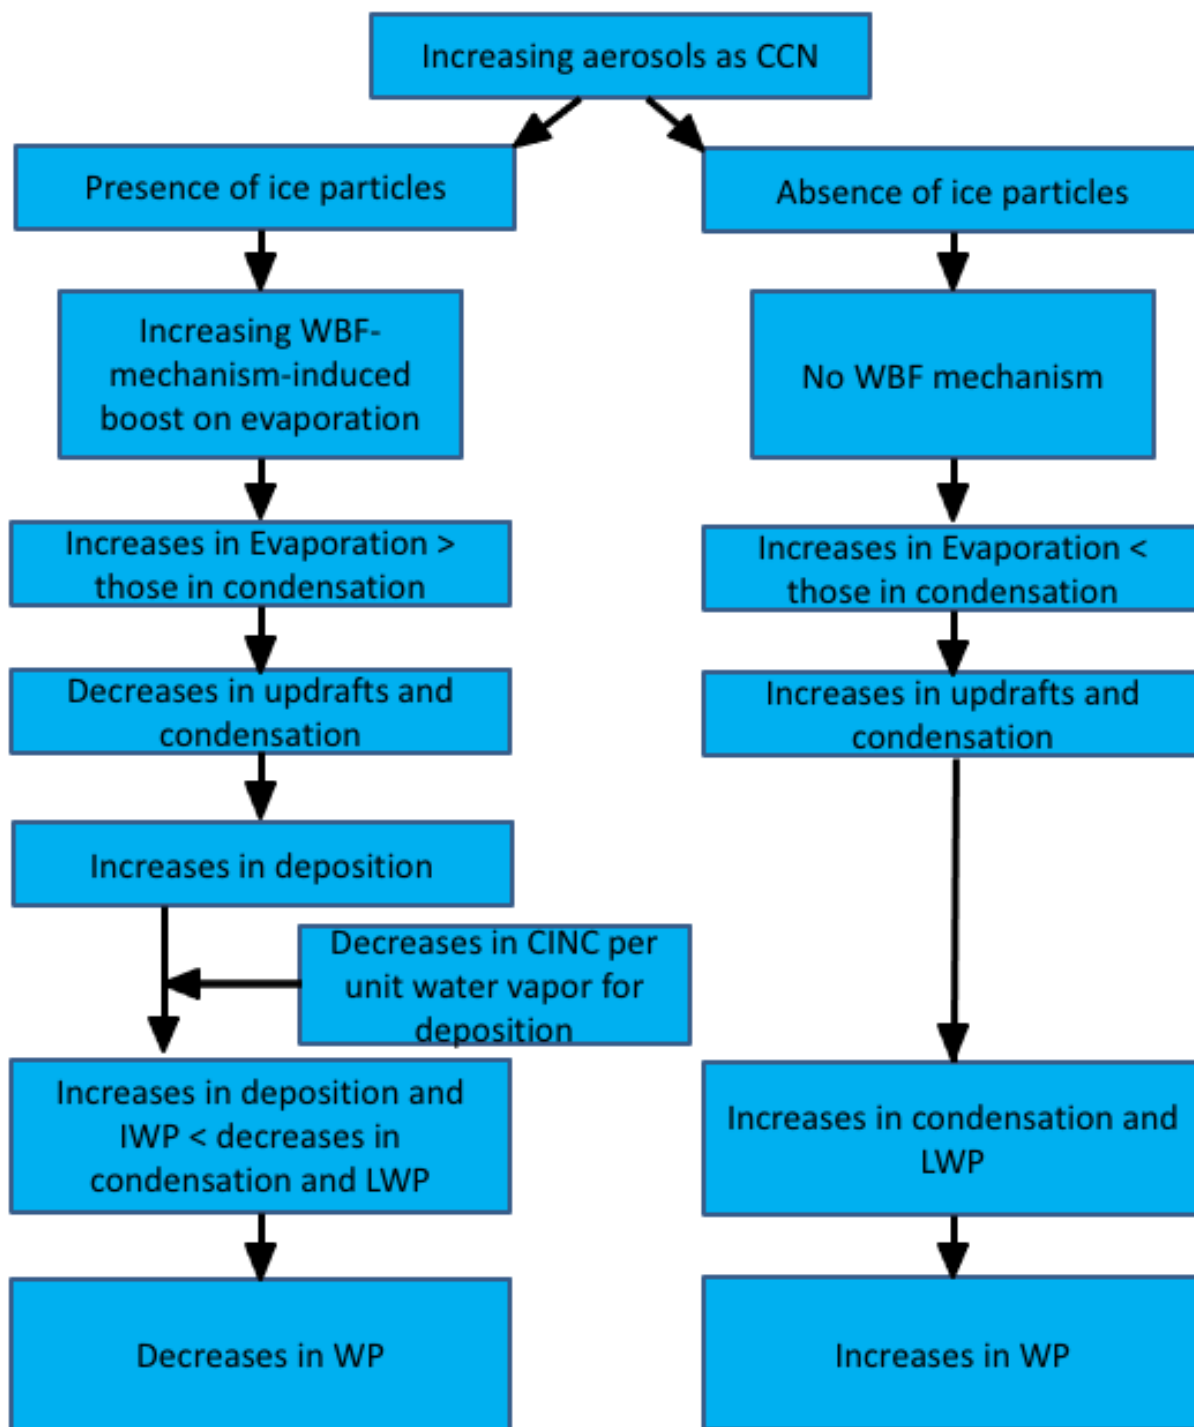 Increasing aerosols as CCN
Presence of ice particles
Absence of ice particles
Increasing WBF-
mechanism-induced
boost on evaporation
No WBF mechanism
Increases in Evaporation >
those in condensation
Increases in Evaporation <
those in condensation
Decreases in updrafts and
condensation
Increases in updrafts and
condensation
Increases in deposition
Decreases in CINC per
unit water vapor for
deposition
Increases in deposition and
IWP < decreases in
condensation and LWP
Increases in condensation and
LWP
Decreases in WP
Increases in WP